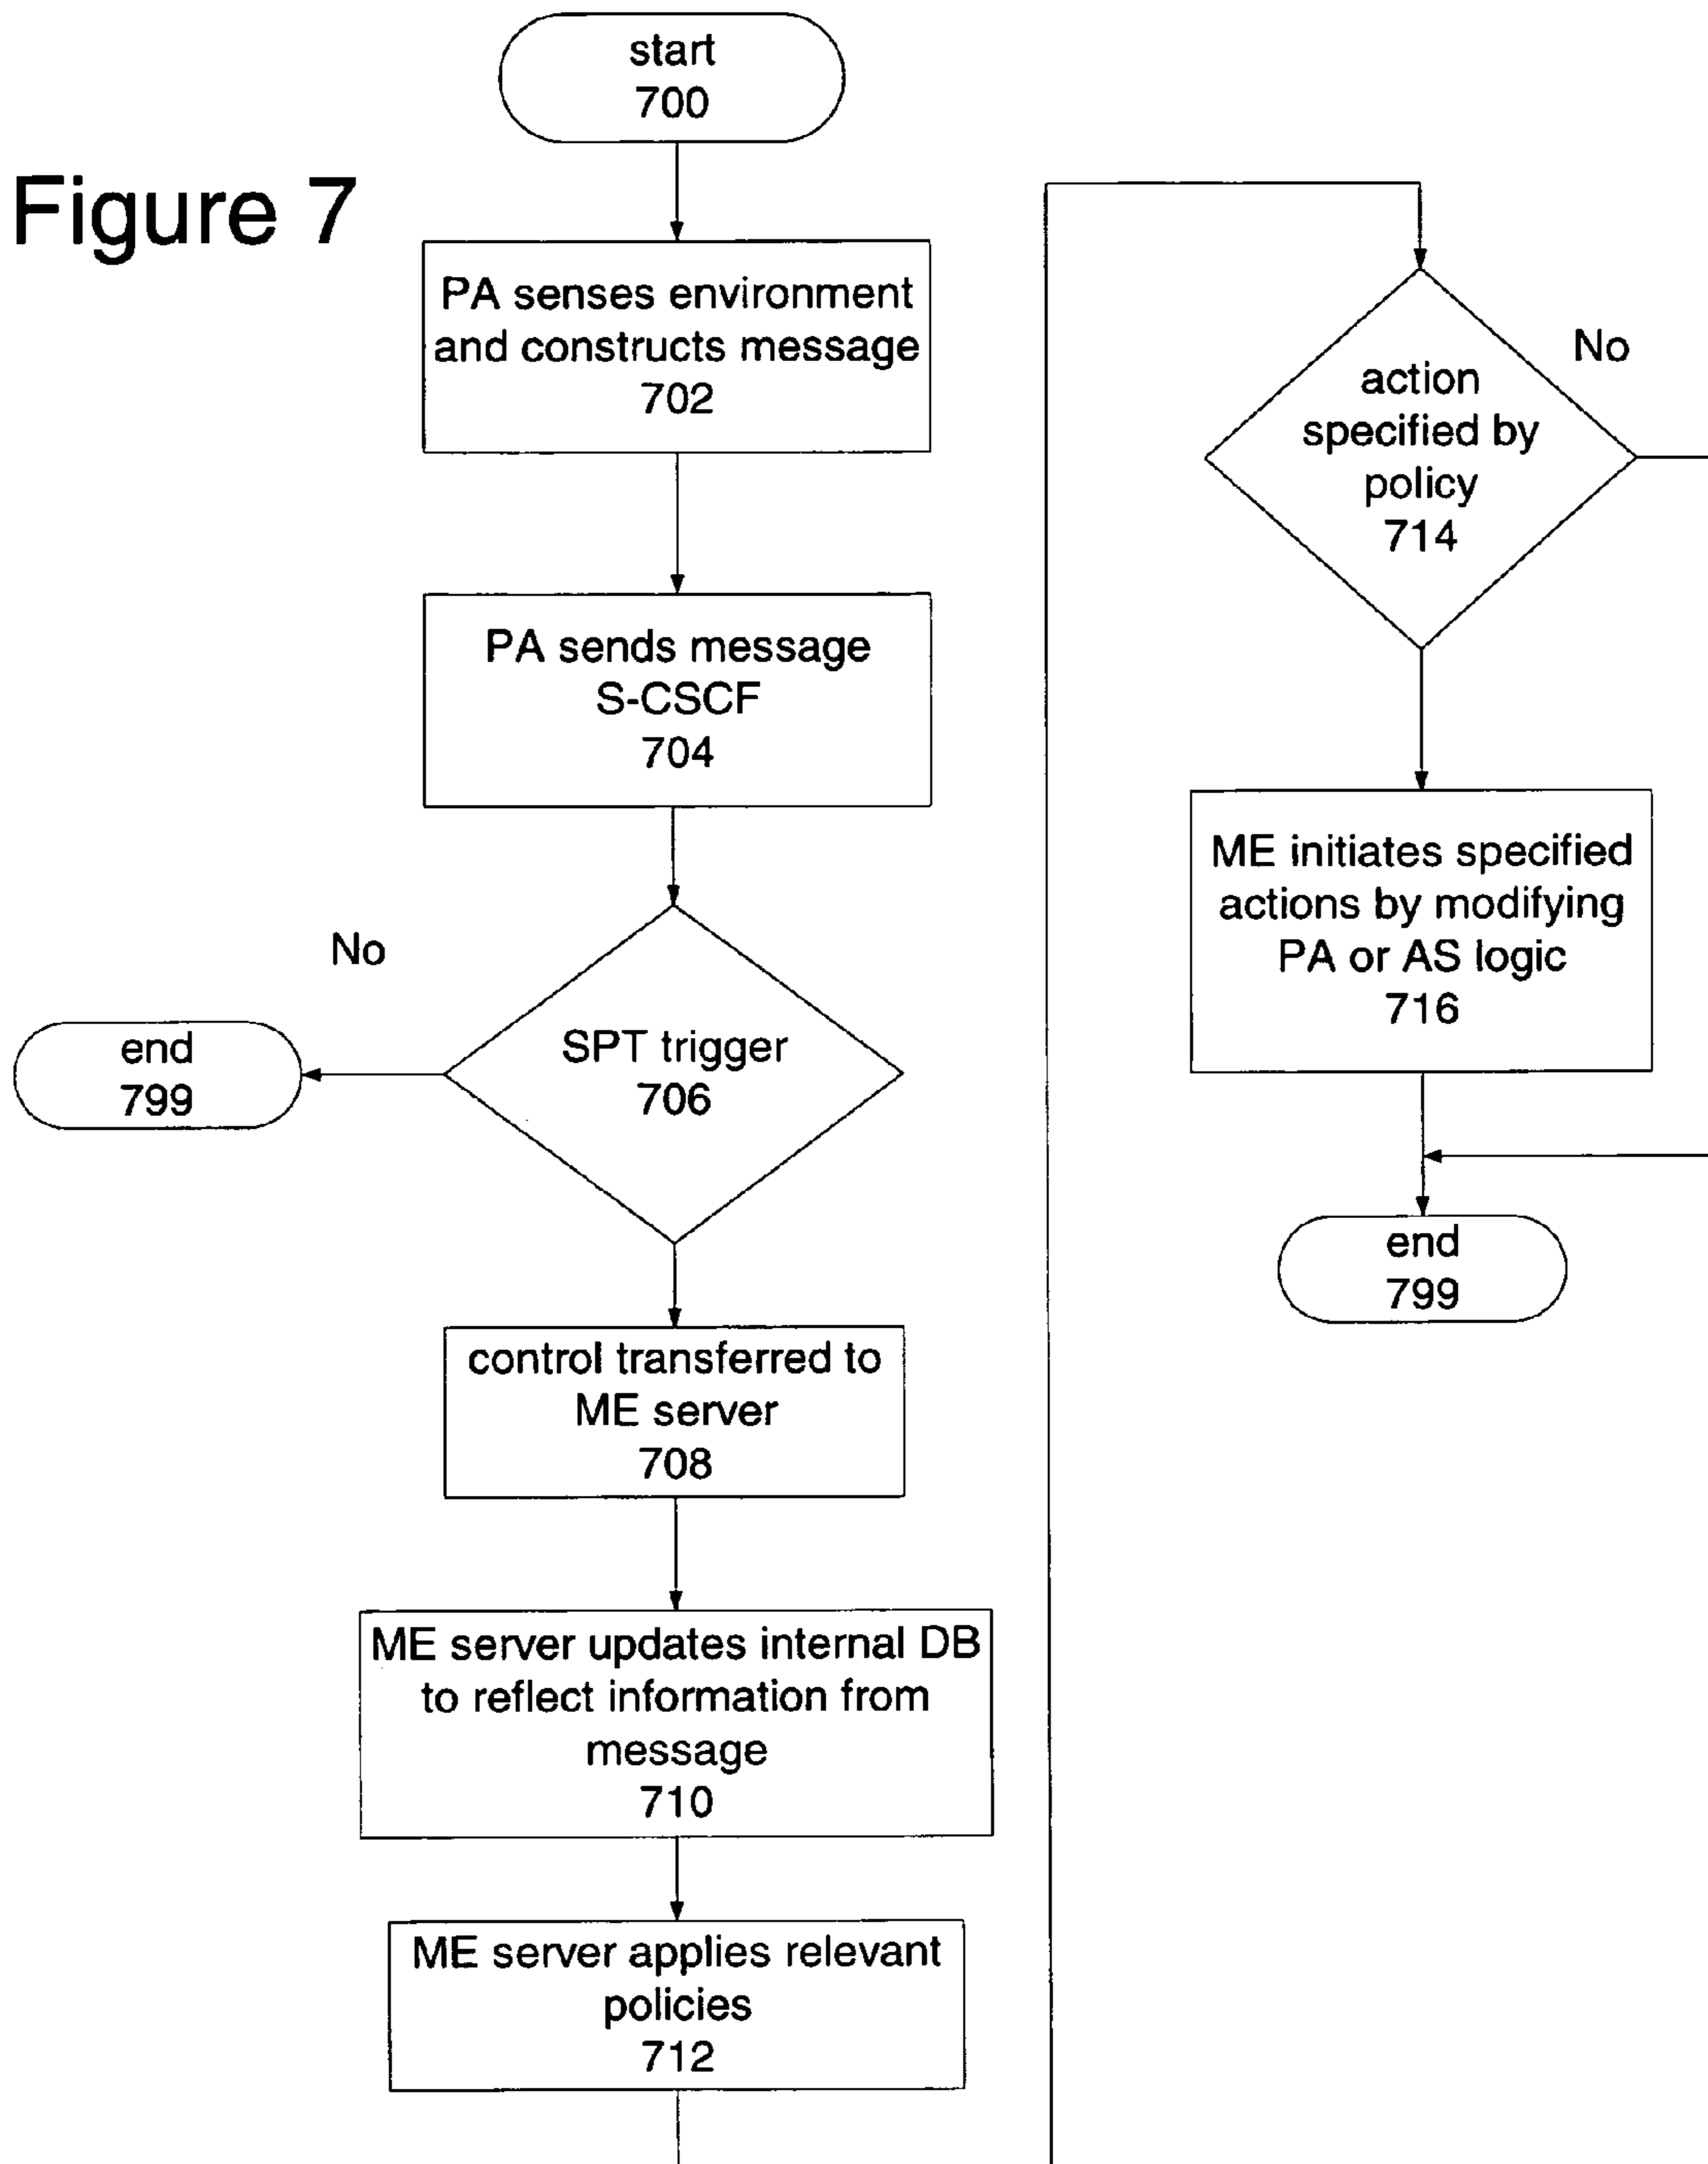 Figure 7
start
700
PA senses environment
and constructs message
702
PA sends message
S-CSCF
704
No
SPT trigger
706
end
799
control transferred to
ME server
708
ME server updates internal DB
to reflect information from
message
710
ME server applies relevant
policies
712
No
action
specified by
policy
714
ME initiates specified
actions by modifying
PA or AS logic
716
end
799